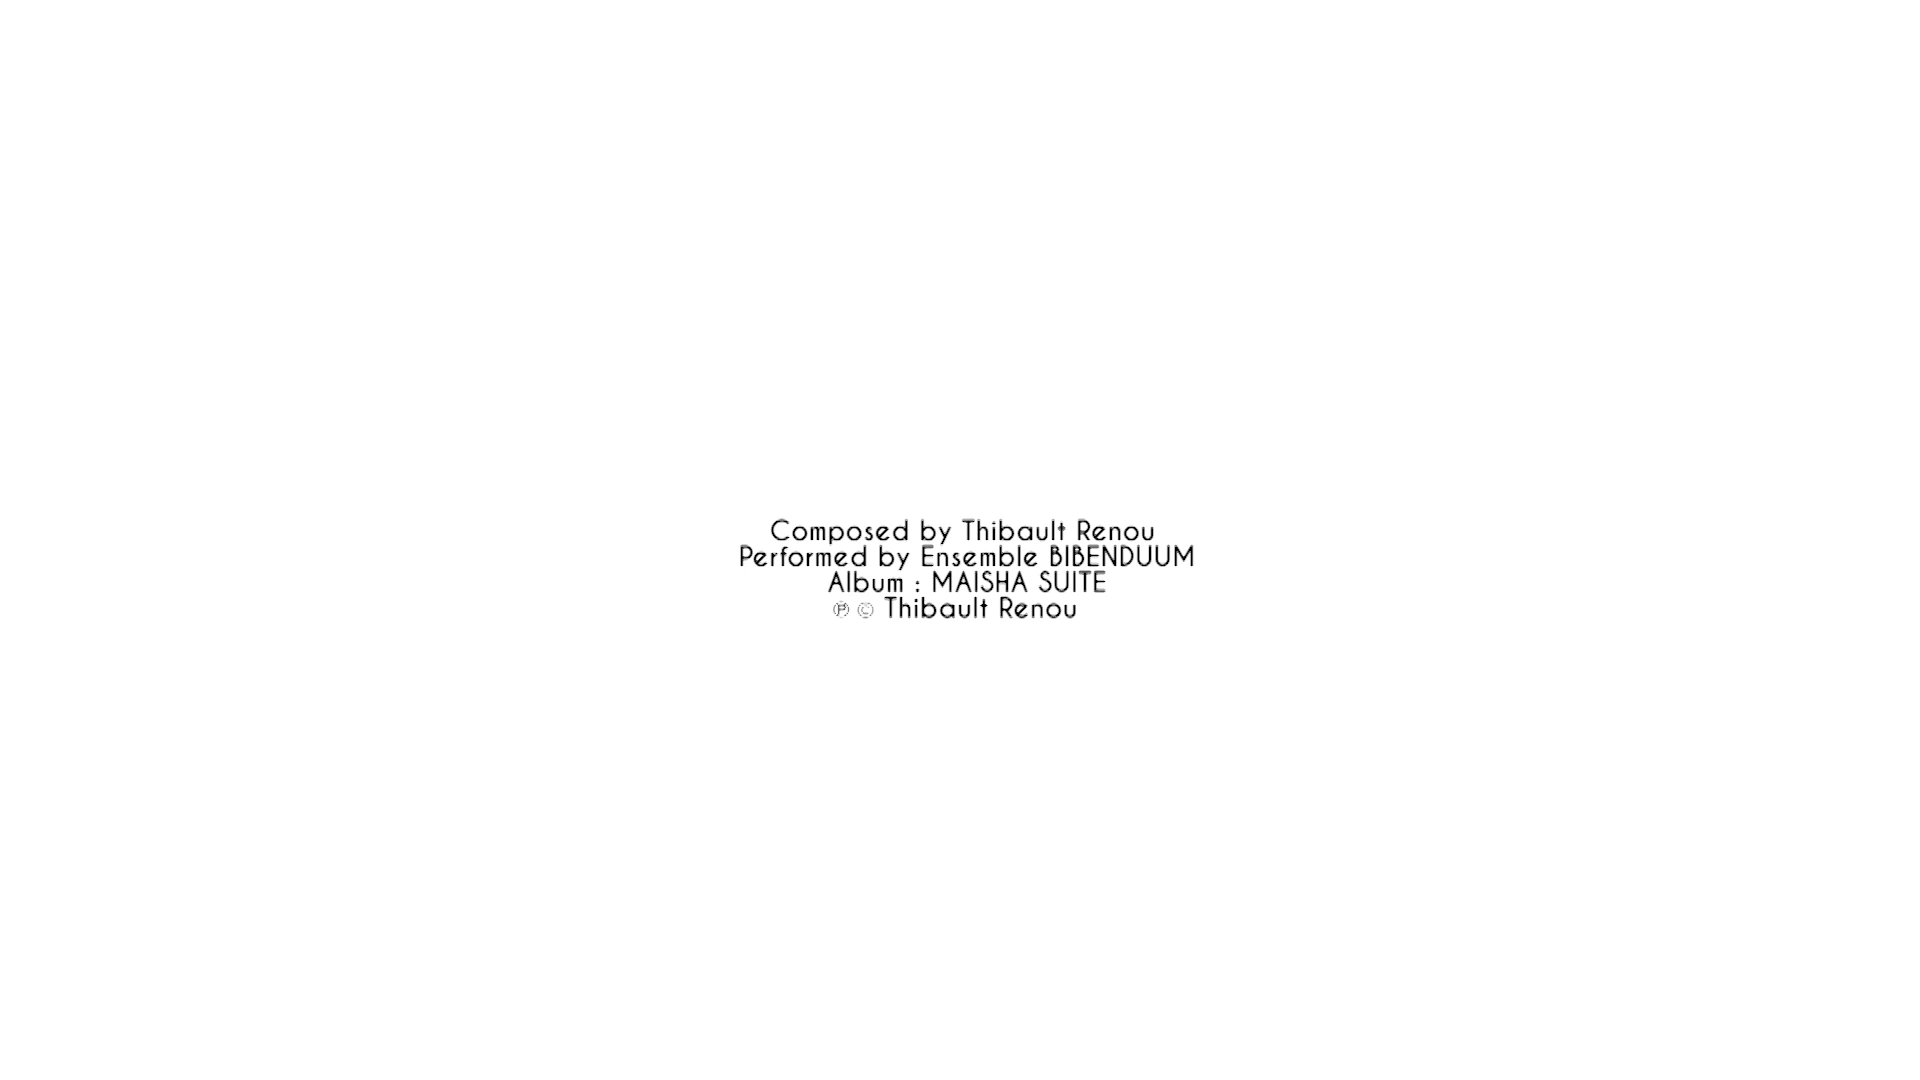 Composed by Thibault Renou
Performed by Ensemble BIBENDUUM
Album : MAISHA SUITE
℗ © Thibault Renou